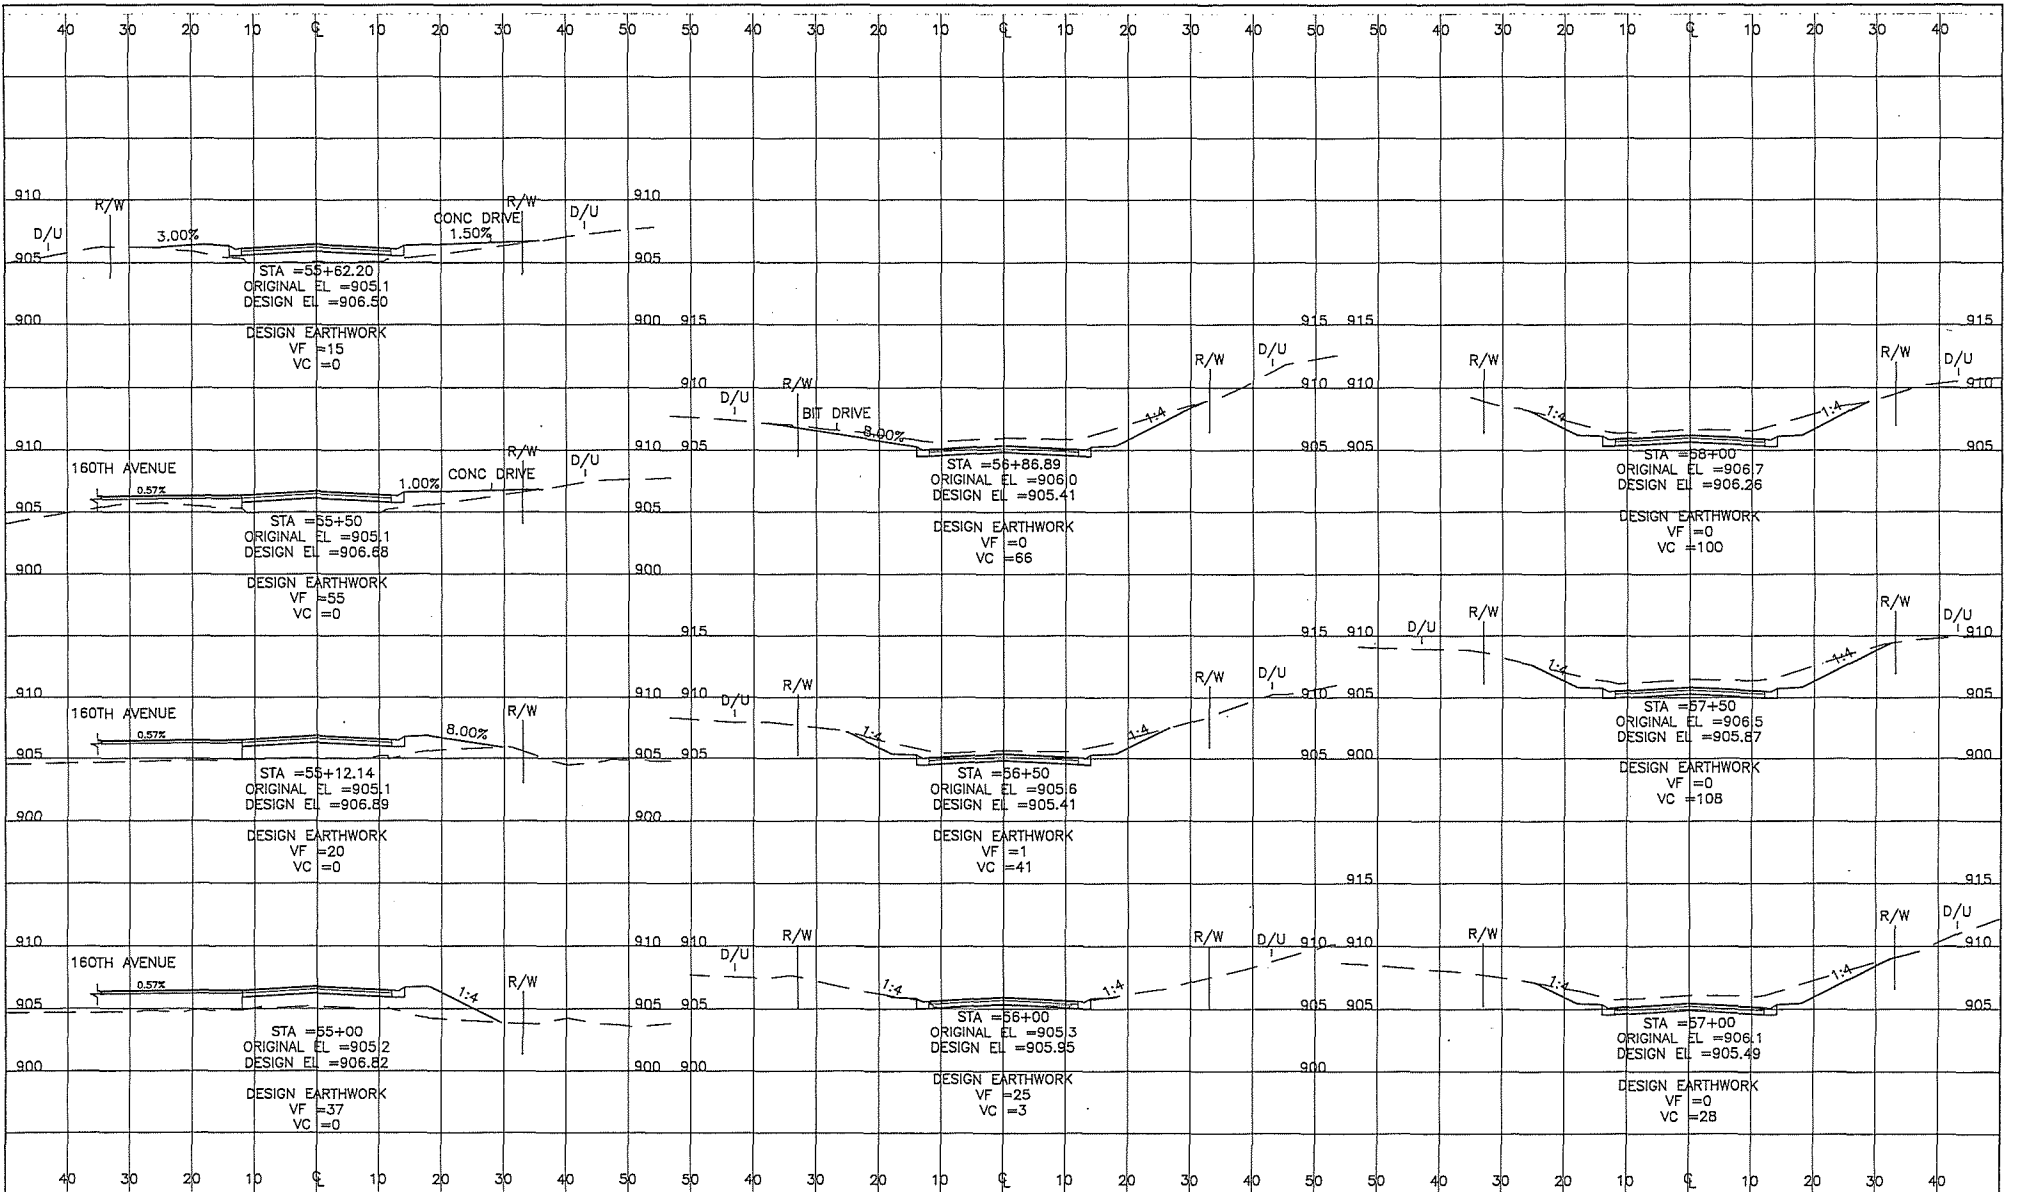 40 30 20 10 ℄ 10 20 30 40 50 40 30 20 10 ℄ 10 20 30 40 50 40 30 20 10 ℄ 10 20 30 40
910 R/W R/W 910
D/U 3.00% CONC DRIVE 1.50% D/U
905 905
STA =55+62.20
ORIGINAL EL =905.1
DESIGN EL =906.50
900 900
DESIGN EARTHWORK
VF =15
VC =0
160TH AVENUE
910
0.57% 1.00% CONC DRIVE R/W D/U
905 905
STA =55+50
ORIGINAL EL =905.1
DESIGN EL =906.68
900 900
DESIGN EARTHWORK
VF =55
VC =0
910 910
160TH AVENUE
0.57% 8.00% R/W
905 905
STA =55+12.14
ORIGINAL EL =905.1
DESIGN EL =906.89
900 900
DESIGN EARTHWORK
VF =20
VC =0
910 910
160TH AVENUE
0.57% 1:4 R/W
905 905
STA =55+00
ORIGINAL EL =905.2
DESIGN EL =906.82
900 900
DESIGN EARTHWORK
VF =37
VC =0
915 915
910 910
D/U R/W BIT DRIVE 8.00% 1:4 R/W D/U
905 905
STA =56+86.89
ORIGINAL EL =906.0
DESIGN EL =905.41
DESIGN EARTHWORK
VF =0
VC =66
900
915 915
910 910
D/U R/W 1:4 1:4 R/W D/U
905 905
STA =56+50
ORIGINAL EL =905.6
DESIGN EL =905.41
DESIGN EARTHWORK
VF =1
VC =41
910 910
D/U R/W 1:4 1:4 R/W D/U
905 905
STA =56+00
ORIGINAL EL =905.3
DESIGN EL =905.95
900 900
DESIGN EARTHWORK
VF =25
VC =3
915 915
910 910
R/W 1:4 1:4 R/W D/U
905 905
STA =58+00
ORIGINAL EL =906.7
DESIGN EL =906.26
DESIGN EARTHWORK
VF =0
VC =100
910 910
D/U R/W 1:4 1:4 R/W D/U
905 905
STA =57+50
ORIGINAL EL =906.5
DESIGN EL =905.87
900 900
DESIGN EARTHWORK
VF =0
VC =108
915 915
910 910
R/W 1:4 1:4 R/W D/U
905 905
STA =57+00
ORIGINAL EL =906.1
DESIGN EL =905.49
DESIGN EARTHWORK
VF =0
VC =28
40 30 20 10 ℄ 10 20 30 40 50 40 30 20 10 ℄ 10 20 30 40 50 40 30 20 10 ℄ 10 20 30 40